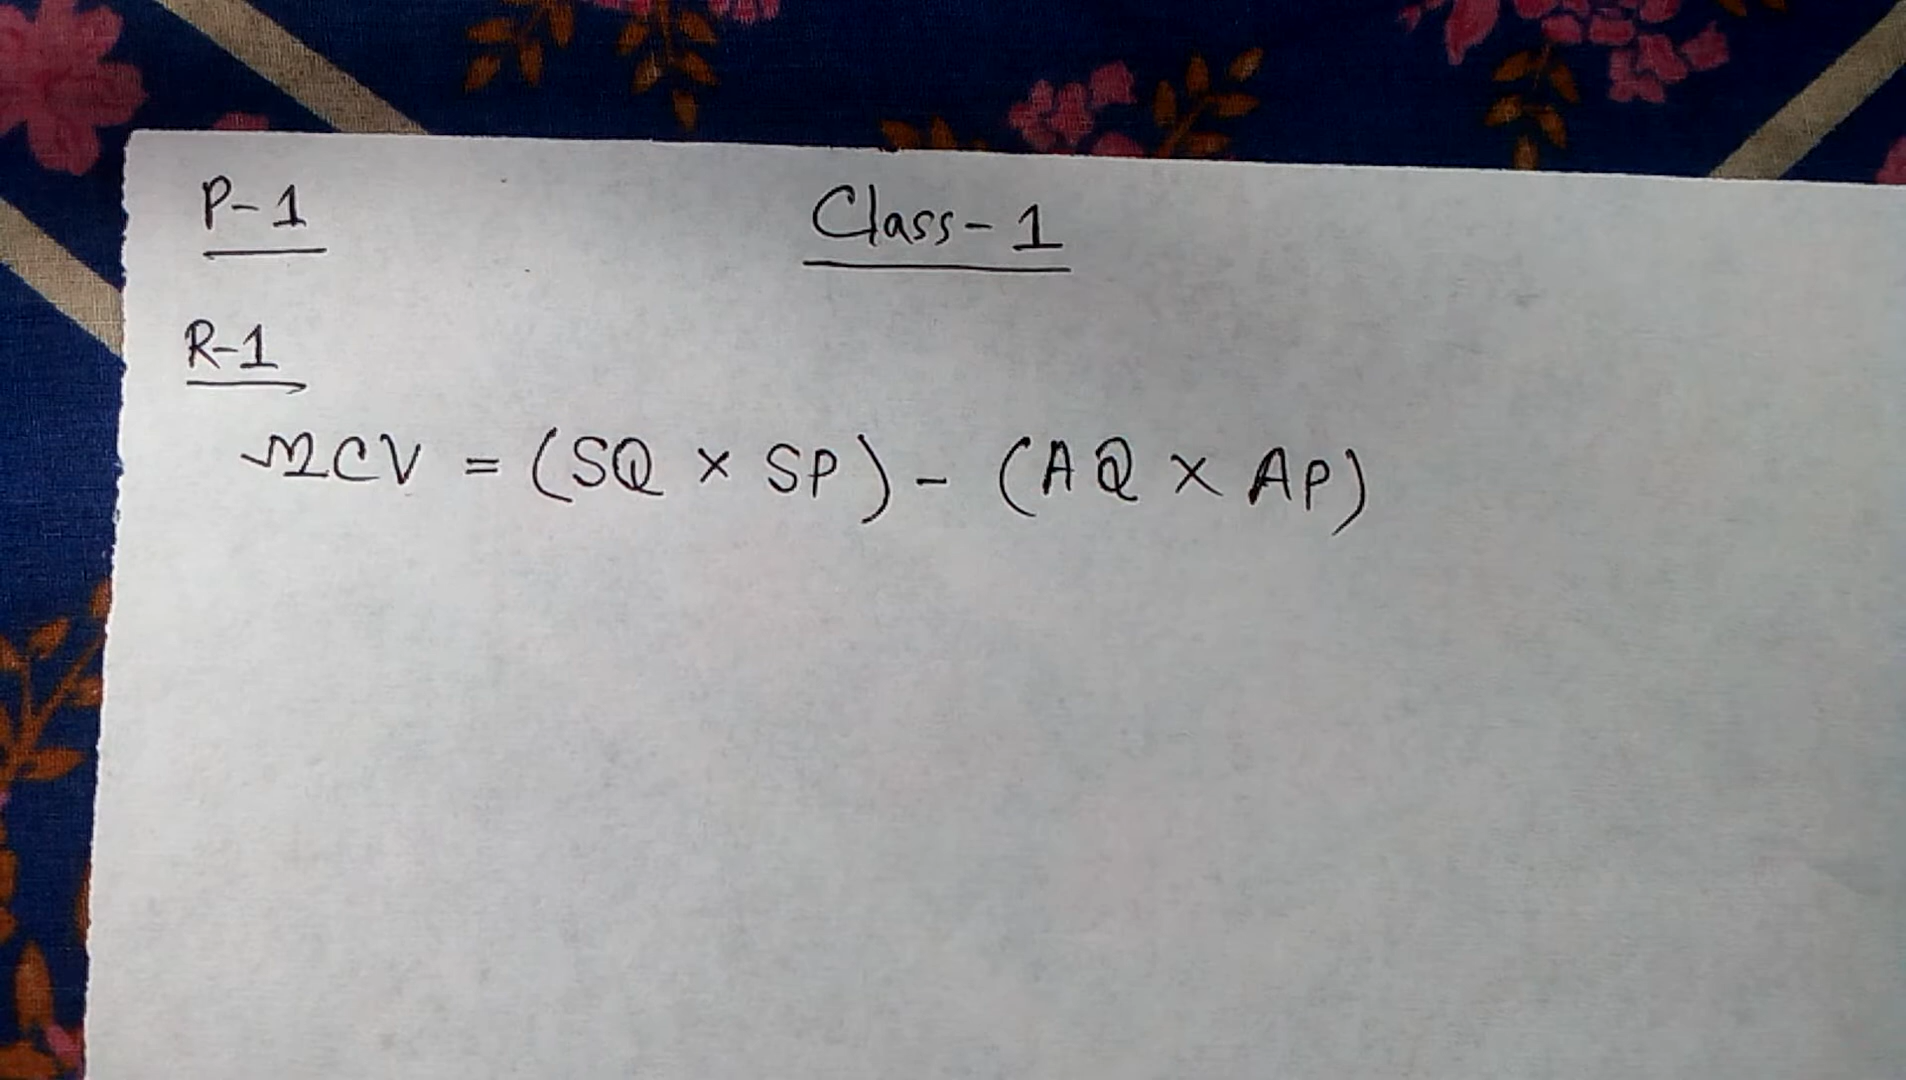 P-1
Class-1
R-1
MCV = (SQ × SP) - (AQ × AP)